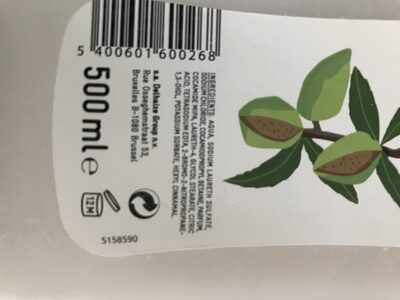 5 400601 600268
500 ml e
s.a. Delhaize Group n.v.
Rue Osseghemstraat 53,
Bruxelles B-1080 Brussel
12 M
INGREDIENTS: AQUA, SODIUM LAURETH SULFATE,
SODIUM CHLORIDE, COCAMIDOPROPYL BETAINE, PARFUM,
COCAMIDE MIPA, LAURETH-4, GLYCOL STEARATE, CITRIC
ACID, TETRASODIUM EDTA, 2-BROMO-2-NITROPROPANE-
1,3-DIOL, POTASSIUM SORBATE, HEXYL CINNAMAL.
5158590